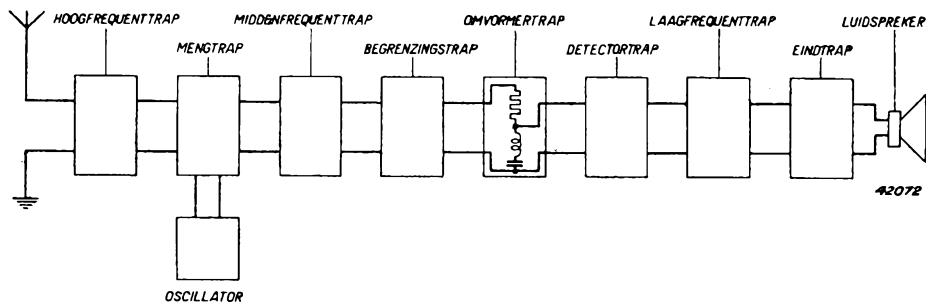 HOOGFREQUENTTRAP
MENGTRAP
MIDDENFREQUENTTRAP
BEGRENZINGSTRAP
OMVORMERTRAP
DETECTORTRAP
LAAGFREQUENTTRAP
EINDTRAP
LUIDSPREKER
42072
OSCILLATOR